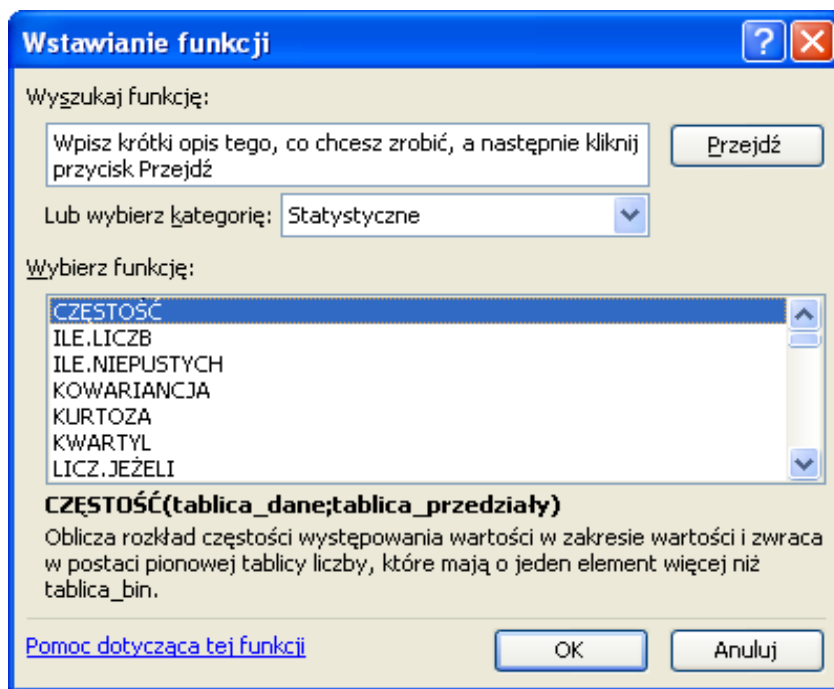 Wstawianie funkcji
Wyszukaj funkcję:
Wpisz krótki opis tego, co chcesz zrobić, a następnie kliknij
przycisk Przejdź
Przejdź
Lub wybierz kategorię: Statystyczne
Wybierz funkcję:
CZĘSTOŚĆ
ILE.LICZB
ILE.NIEPUSTYCH
KOWARIANCJA
KURTOZA
KWARTYL
LICZ.JEŻELI
CZĘSTOŚĆ(tablica_dane;tablica_przedziały)
Oblicza rozkład częstości występowania wartości w zakresie wartości i zwraca
w postaci pionowej tablicy liczby, które mają o jeden element więcej niż
tablica_bin.
Pomoc dotycząca tej funkcji
OK
Anuluj